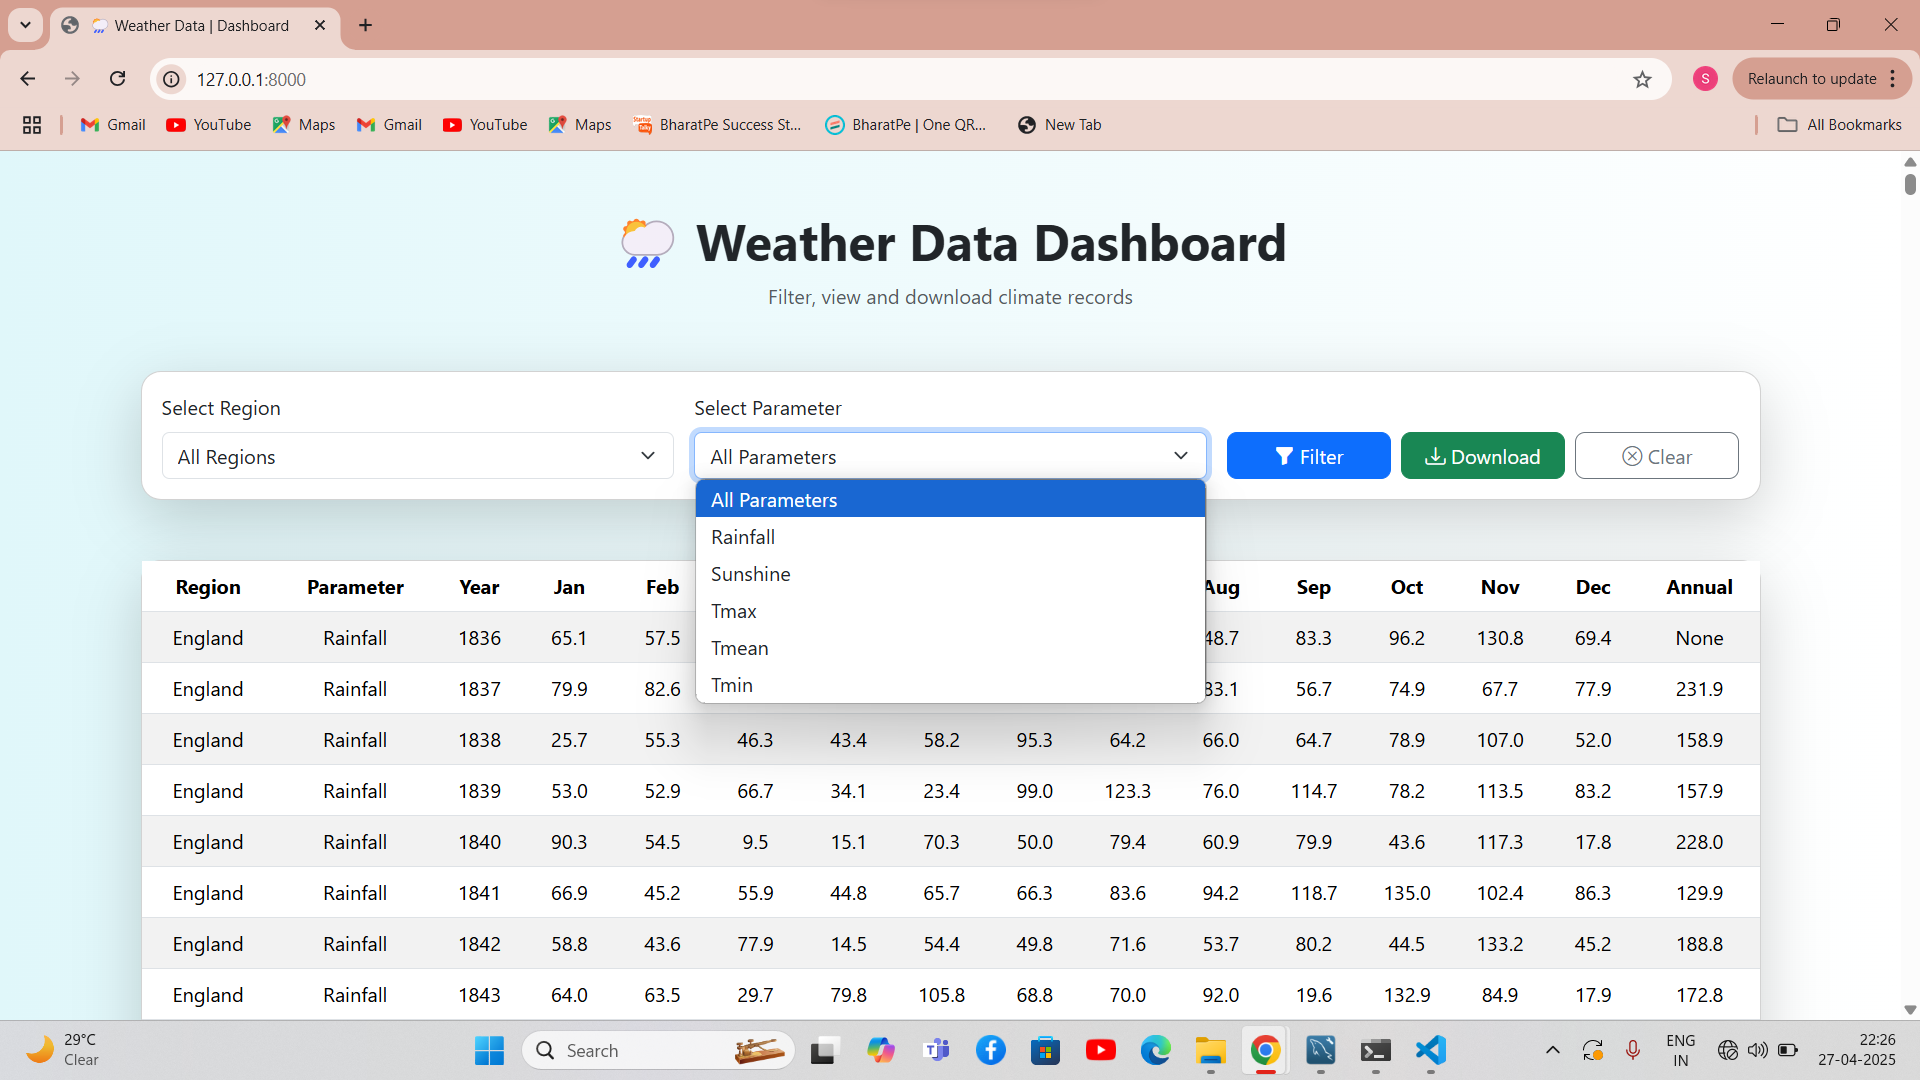 Weather Data | Dashboard
127.0.0.1:8000
S
Relaunch to update
Gmail YouTube Maps Gmail YouTube Maps BharatPe Success St... BharatPe | One QR... New Tab All Bookmarks
Weather Data Dashboard
Filter, view and download climate records
Select Region Select Parameter
All Regions All Parameters Filter Download Clear
All Parameters
Rainfall
Sunshine
Tmax
Tmean
Tmin
Region Parameter Year Jan Feb Aug Sep Oct Nov Dec Annual
England Rainfall 1836 65.1 57.5 48.7 83.3 96.2 130.8 69.4 None
England Rainfall 1837 79.9 82.6 83.1 56.7 74.9 67.7 77.9 231.9
England Rainfall 1838 25.7 55.3 46.3 43.4 58.2 95.3 64.2 66.0 64.7 78.9 107.0 52.0 158.9
England Rainfall 1839 53.0 52.9 66.7 34.1 23.4 99.0 123.3 76.0 114.7 78.2 113.5 83.2 157.9
England Rainfall 1840 90.3 54.5 9.5 15.1 70.3 50.0 79.4 60.9 79.9 43.6 117.3 17.8 228.0
England Rainfall 1841 66.9 45.2 55.9 44.8 65.7 66.3 83.6 94.2 118.7 135.0 102.4 86.3 129.9
England Rainfall 1842 58.8 43.6 77.9 14.5 54.4 49.8 71.6 53.7 80.2 44.5 133.2 45.2 188.8
England Rainfall 1843 64.0 63.5 29.7 79.8 105.8 68.8 70.0 92.0 19.6 132.9 84.9 17.9 172.8
29°C
Clear
Search
ENG
IN
22:26
27-04-2025